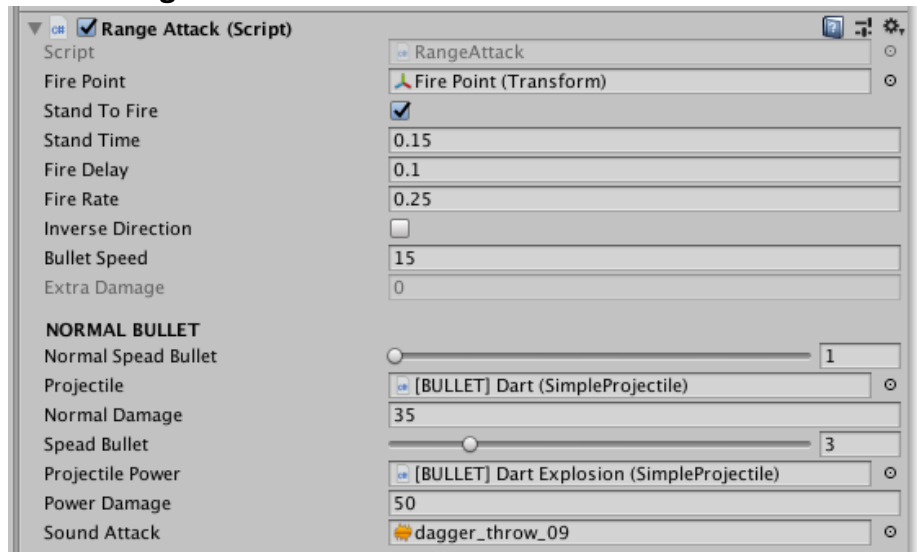 Range Attack (Script)
Script RangeAttack
Fire Point Fire Point (Transform)
Stand To Fire
Stand Time 0.15
Fire Delay 0.1
Fire Rate 0.25
Inverse Direction
Bullet Speed 15
Extra Damage 0
NORMAL BULLET
Normal Spead Bullet 1
Projectile [BULLET] Dart (SimpleProjectile)
Normal Damage 35
Spead Bullet 3
Projectile Power [BULLET] Dart Explosion (SimpleProjectile)
Power Damage 50
Sound Attack dagger_throw_09